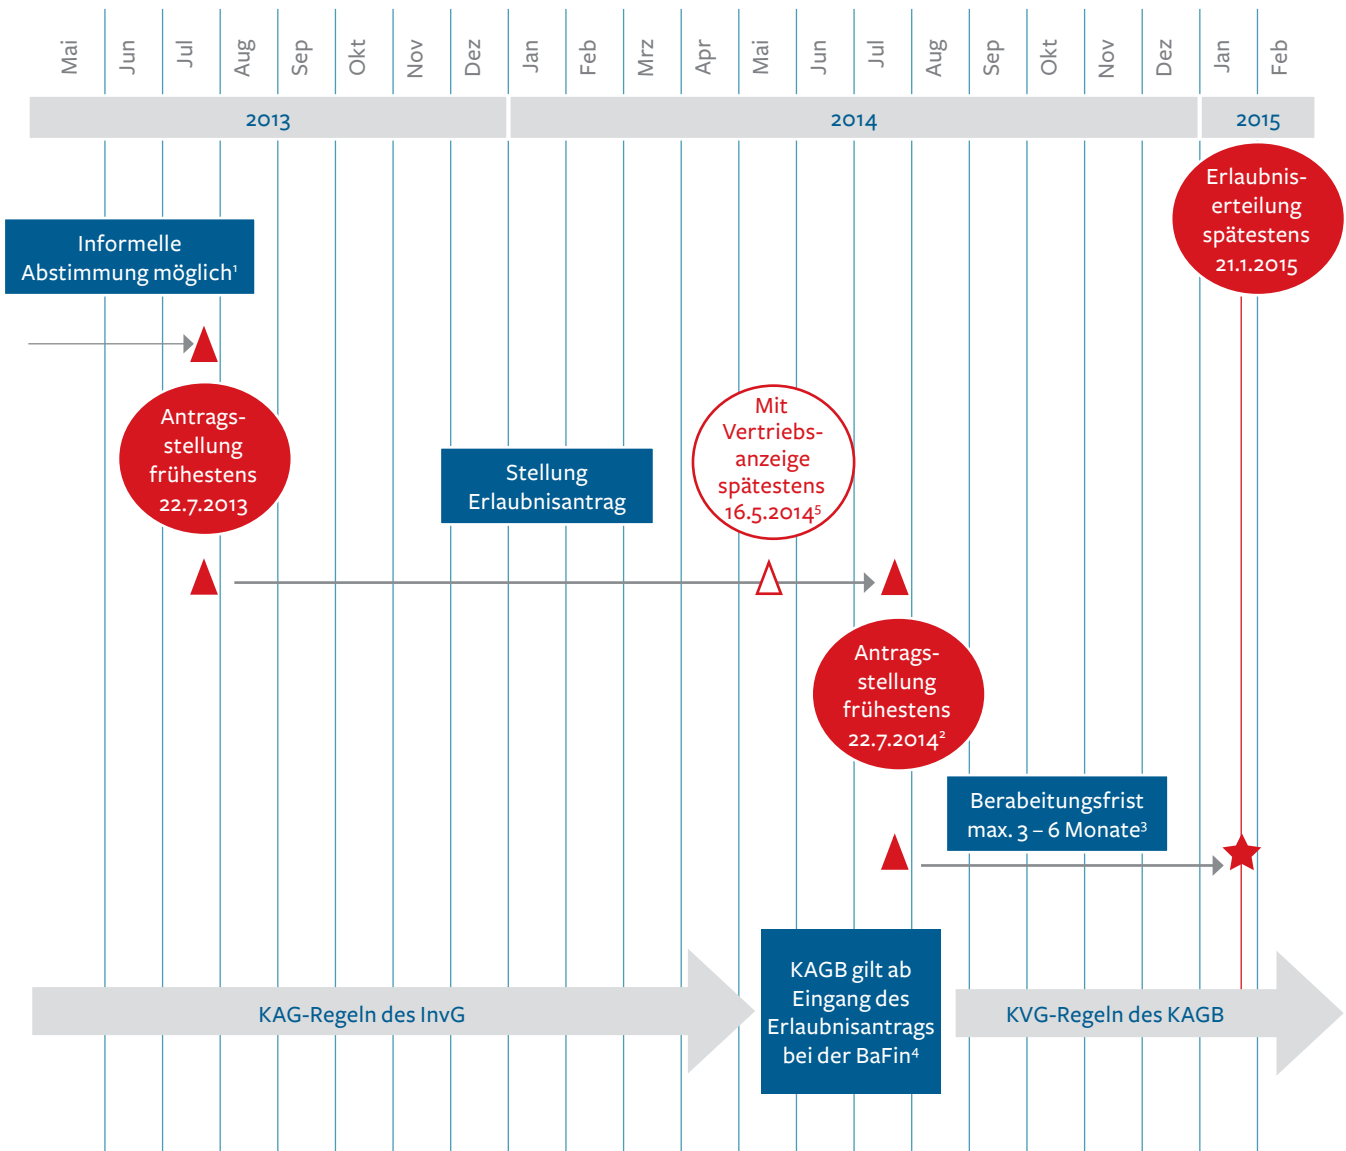 Mai Jun Jul Aug Sep Okt Nov Dez Jan Feb Mrz Apr Mai Jun Jul Aug Sep Okt Nov Dez Jan Feb
2013 2014 2015
Erlaubnis-
erteilung
spätestens
21.1.2015
Informelle
Abstimmung möglich¹
Antrags-
stellung
frühestens
22.7.2013
Stellung
Erlaubnisantrag
Mit
Vertriebs-
anzeige
spätestens
16.5.2014⁵
Antrags-
stellung
frühestens
22.7.2014²
Berabeitungsfrist
max. 3 – 6 Monate³
KAG-Regeln des InvG
KAGB gilt ab
Eingang des
Erlaubnisantrags
bei der BaFin⁴
KVG-Regeln des KAGB